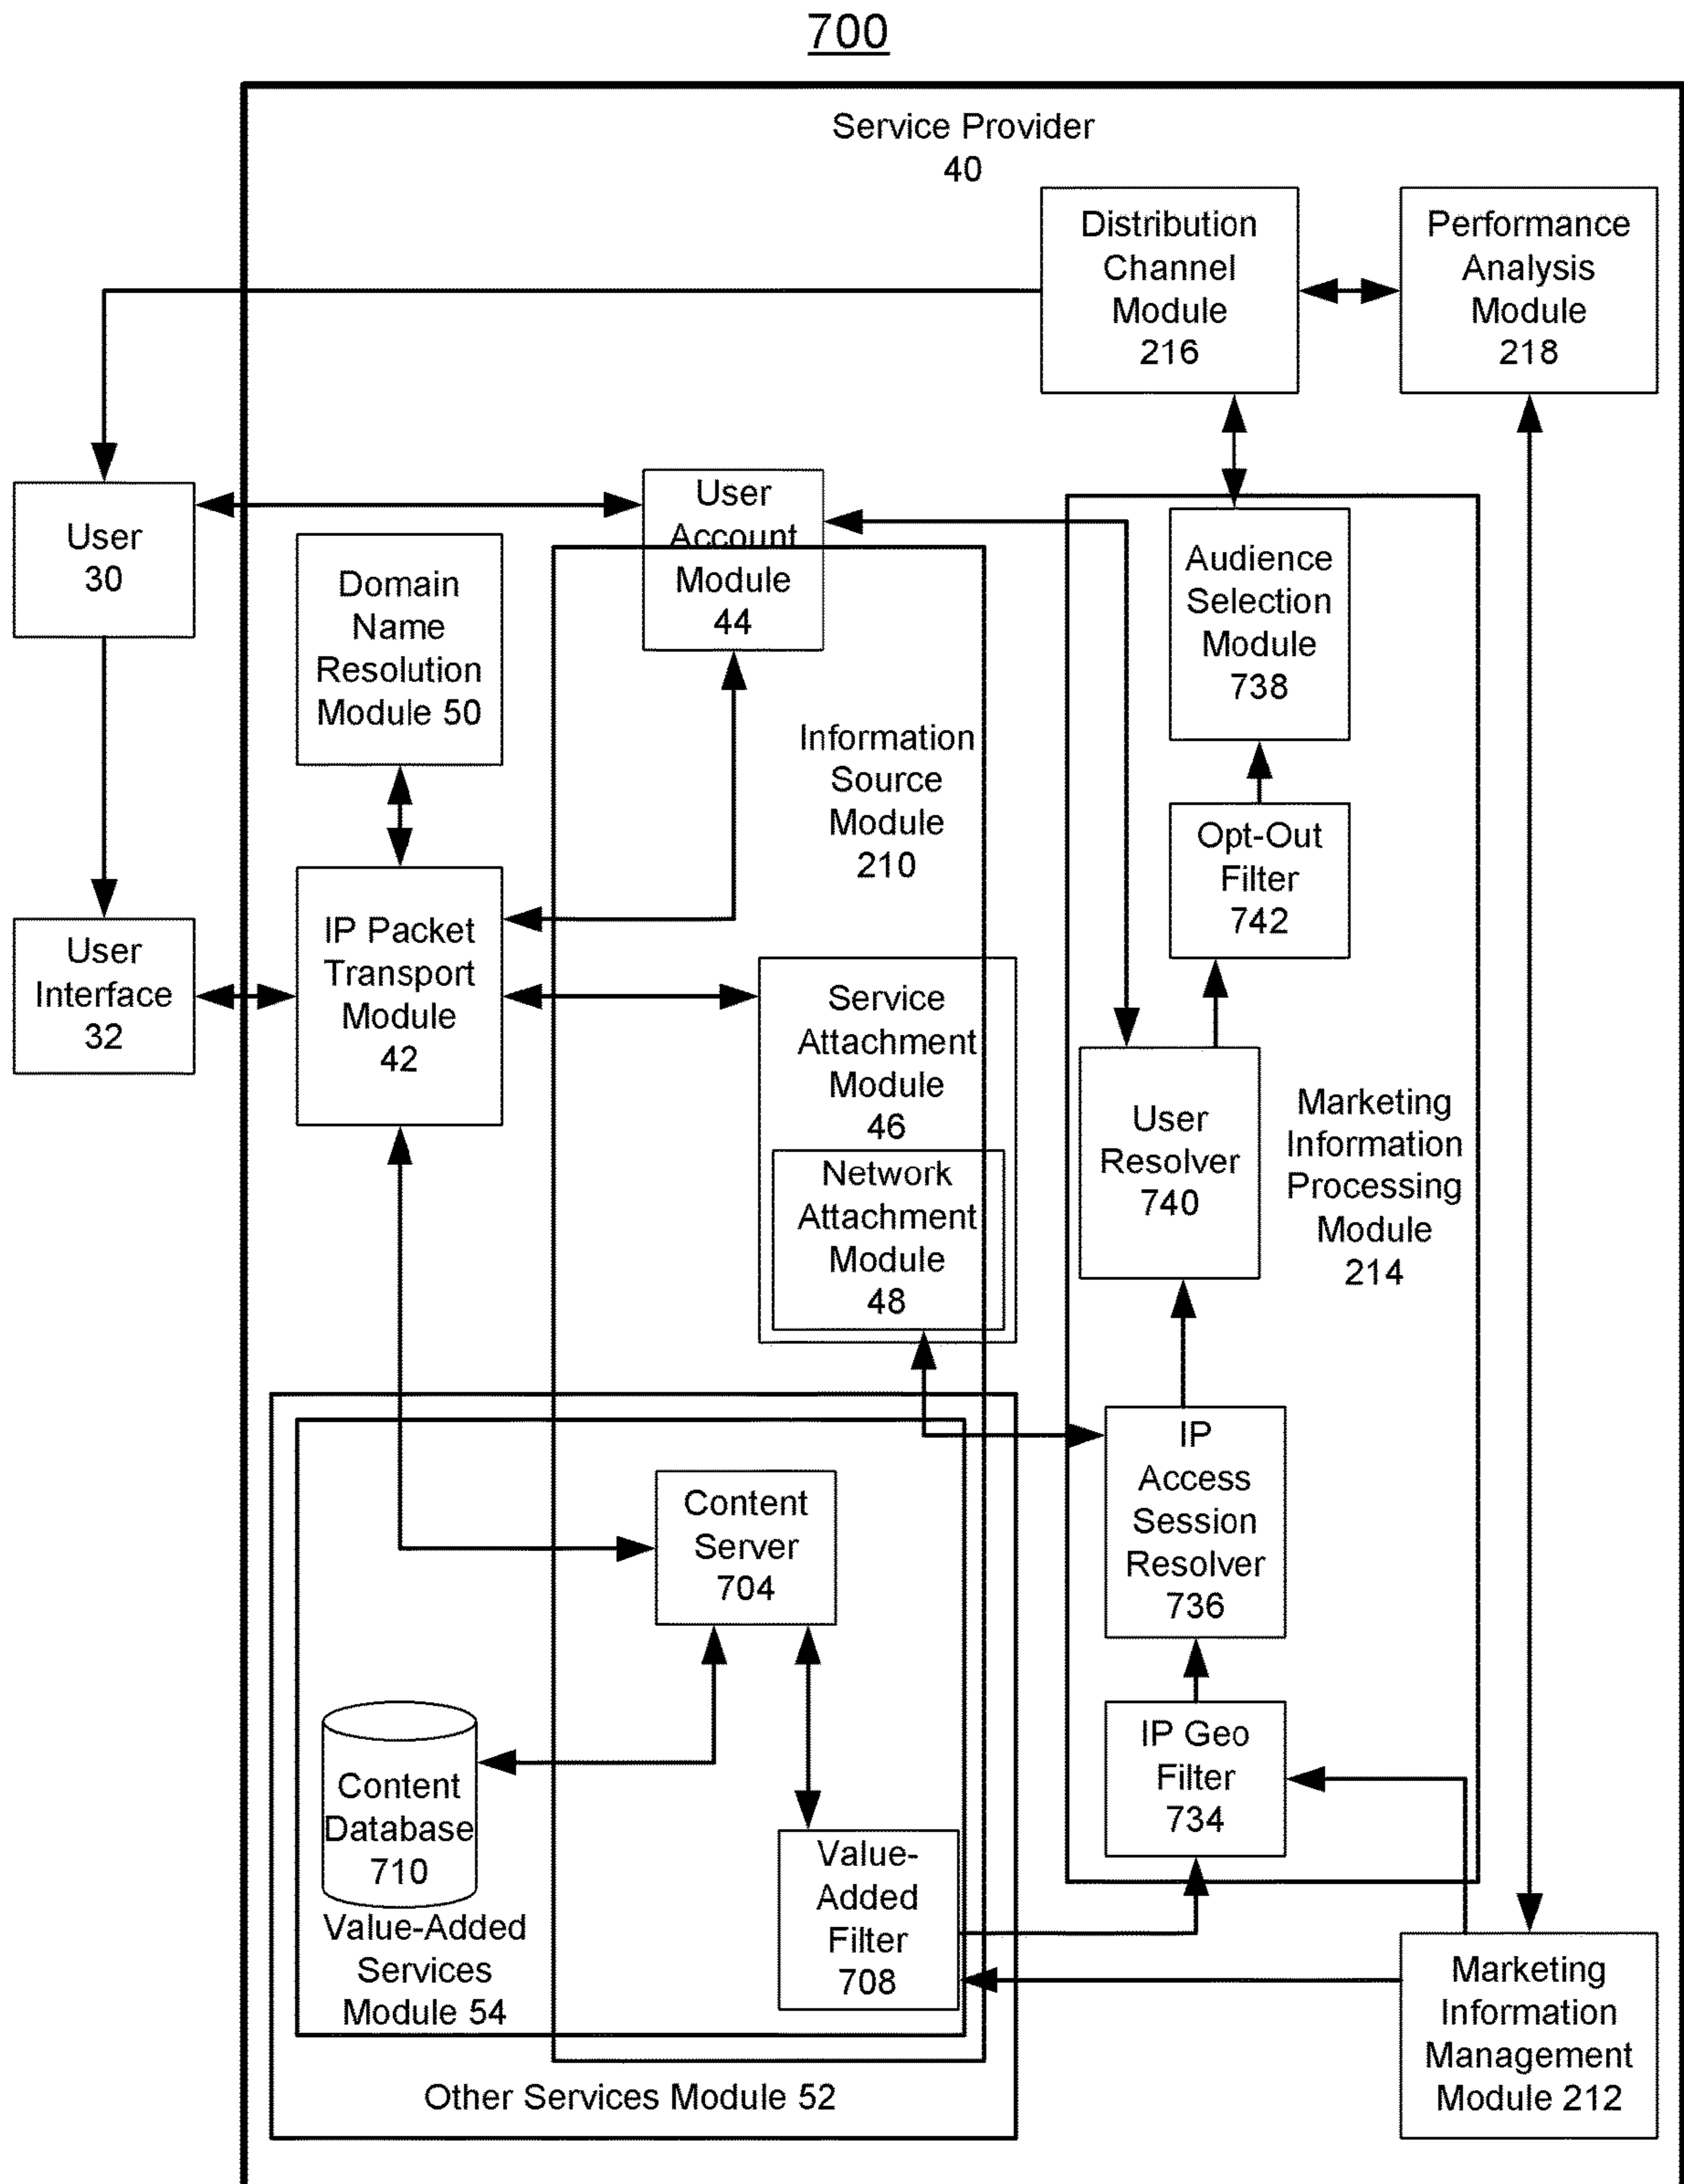 700
Service Provider
40
Distribution
Channel
Module
216
Performance
Analysis
Module
218
User
30
User
Account
Module
44
Domain
Name
Resolution
Module 50
Audience
Selection
Module
738
Information
Source
Module
210
Opt-Out
Filter
742
User
Interface
32
IP Packet
Transport
Module
42
Service
Attachment
Module
46
Network
Attachment
Module
48
User
Resolver
740
Marketing
Information
Processing
Module
214
IP
Access
Session
Resolver
736
Content
Server
704
IP Geo
Filter
734
Content
Database
710
Value-Added
Services
Module 54
Value-
Added
Filter
708
Marketing
Information
Management
Module 212
Other Services Module 52